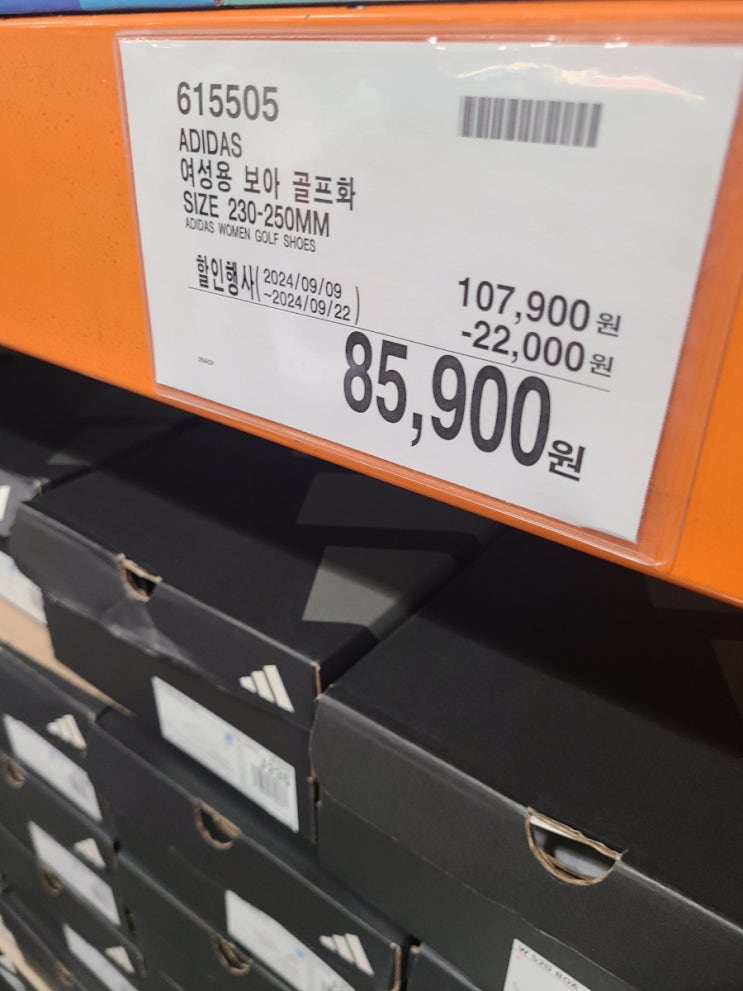 615505
ADIDAS
여성용 보아 골프화
SIZE 230-250MM
ADIDAS WOMEN GOLF SHOES
할인행사(2024/09/09
~2024/09/22)
107,900원
-22,000원
85,900원